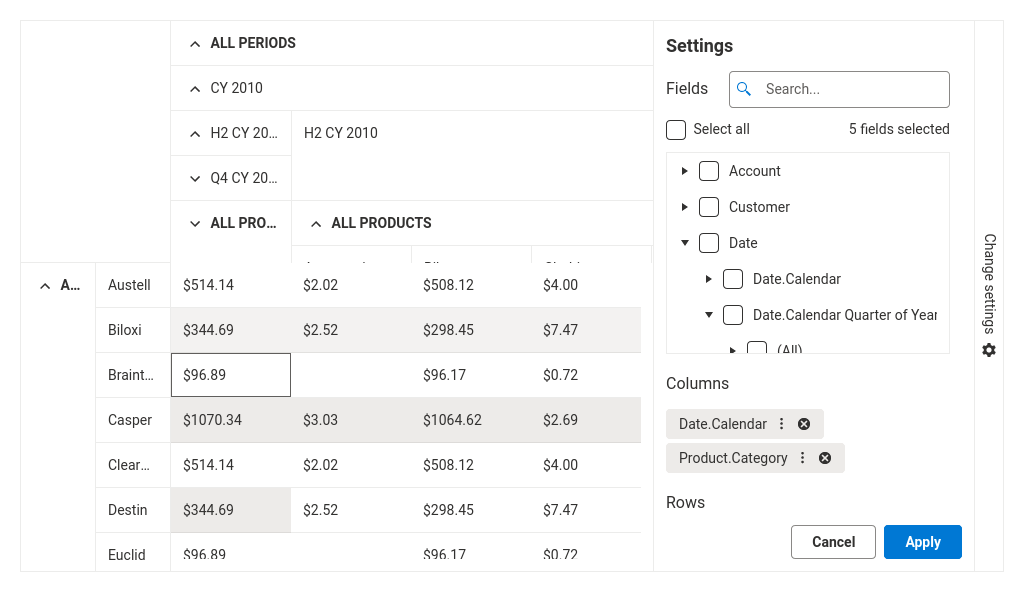 ALL PERIODS
CY 2010
H2 CY 20... H2 CY 2010
Q4 CY 20...
ALL PRO... ALL PRODUCTS
A... Austell $514.14 $2.02 $508.12 $4.00
Biloxi $344.69 $2.52 $298.45 $7.47
Braint... $96.89 $96.17 $0.72
Casper $1070.34 $3.03 $1064.62 $2.69
Clear... $514.14 $2.02 $508.12 $4.00
Destin $344.69 $2.52 $298.45 $7.47
Euclid $96.89 $96.17 $0.72
Settings
Fields Search...
Select all 5 fields selected
Account
Customer
Date
Date.Calendar
Date.Calendar Quarter of Year
(All)
Columns
Date.Calendar
Product.Category
Rows
Cancel Apply
Change settings